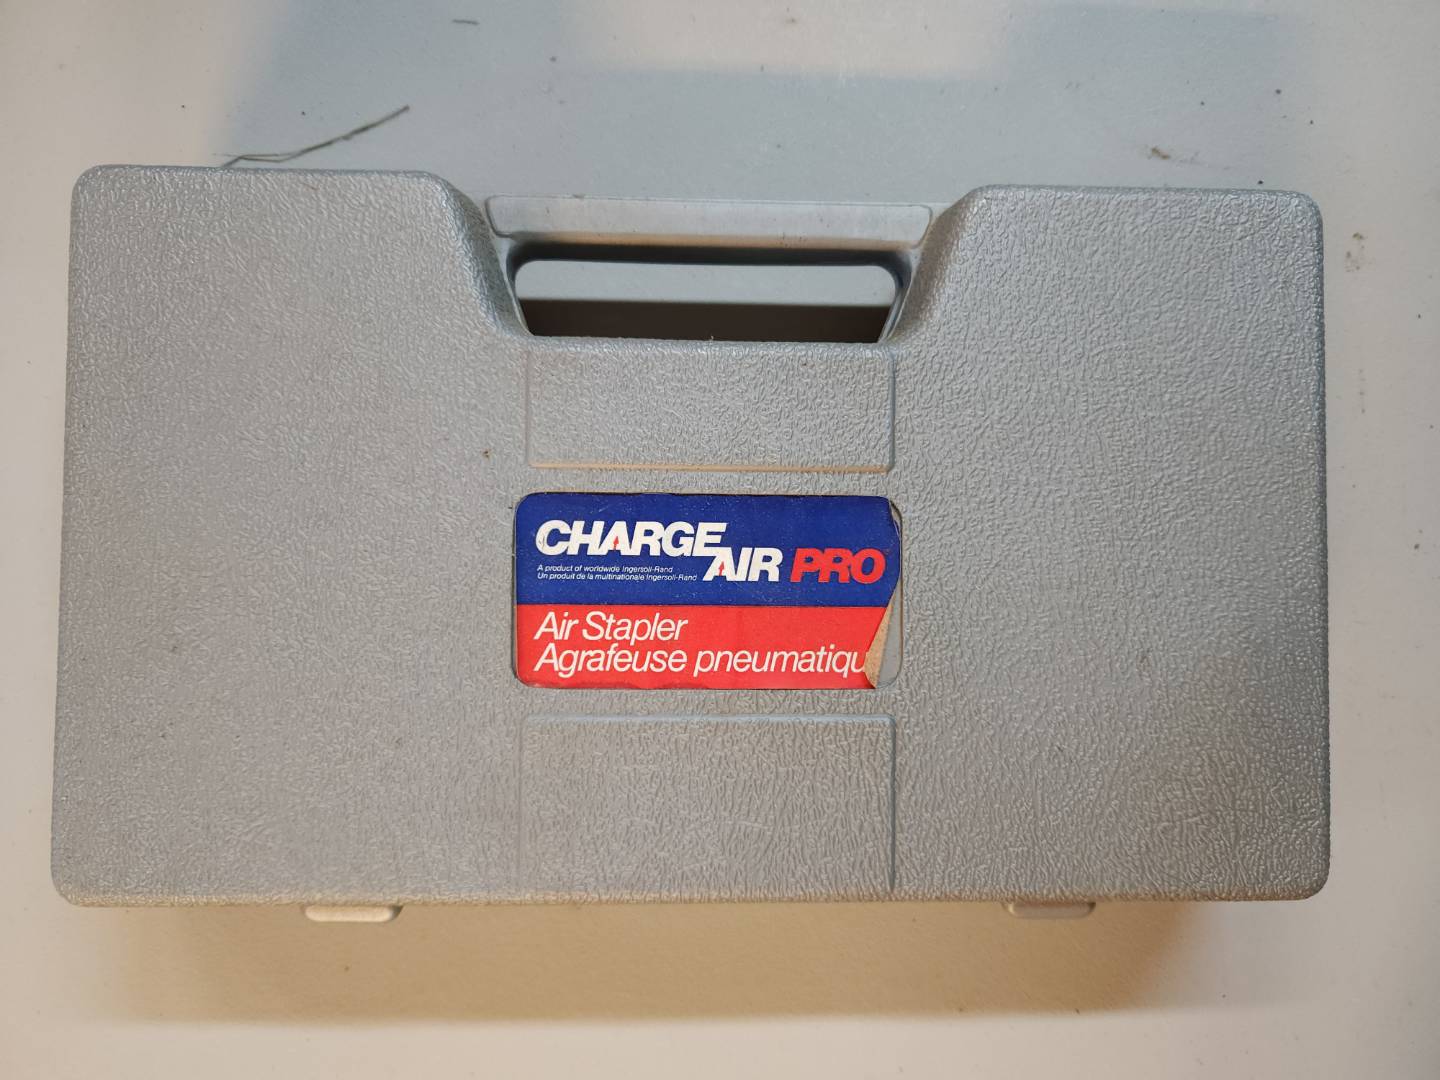 CHARGE AIR PRO
A product of worldwide Ingersoll-Rand
Un produit de la multinationale Ingersoll-Rand
Air Stapler
Agrafeuse pneumatiqu